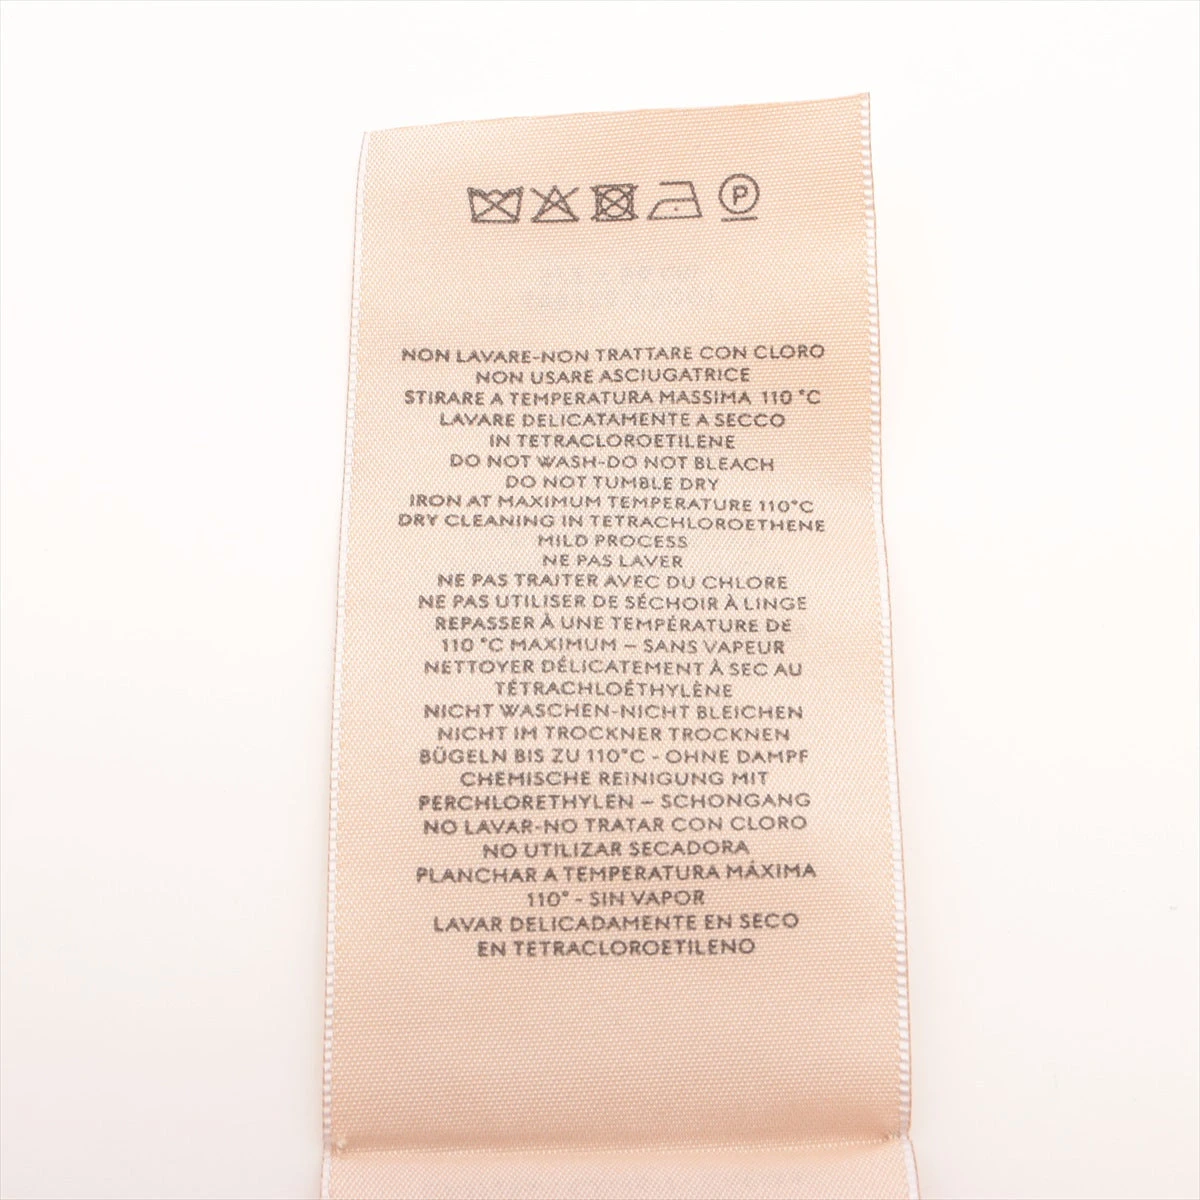 P
NON LAVARE-NON TRATTARE CON CLORO
NON USARE ASCIUGATRICE
STIRARE A TEMPERATURA MASSIMA 110 °C
LAVARE DELICATAMENTE A SECCO
IN TETRACLOROETILENE
DO NOT WASH-DO NOT BLEACH
DO NOT TUMBLE DRY
IRON AT MAXIMUM TEMPERATURE 110°C
DRY CLEANING IN TETRACHLOROETHENE
MILD PROCESS
NE PAS LAVER
NE PAS TRAITER AVEC DU CHLORE
NE PAS UTILISER DE SÉCHOIR À LINGE
REPASSER À UNE TEMPÉRATURE DE
110 °C MAXIMUM – SANS VAPEUR
NETTOYER DÉLICATEMENT À SEC AU
TÉTRACHLOÉTHYLÈNE
NICHT WASCHEN-NICHT BLEICHEN
NICHT IM TROCKNER TROCKNEN
BÜGELN BIS ZU 110°C - OHNE DAMPF
CHEMISCHE REINIGUNG MIT
PERCHLORETHYLEN – SCHONGANG
NO LAVAR-NO TRATAR CON CLORO
NO UTILIZAR SECADORA
PLANCHAR A TEMPERATURA MÁXIMA
110° - SIN VAPOR
LAVAR DELICADAMENTE EN SECO
EN TETRACLOROETILENO